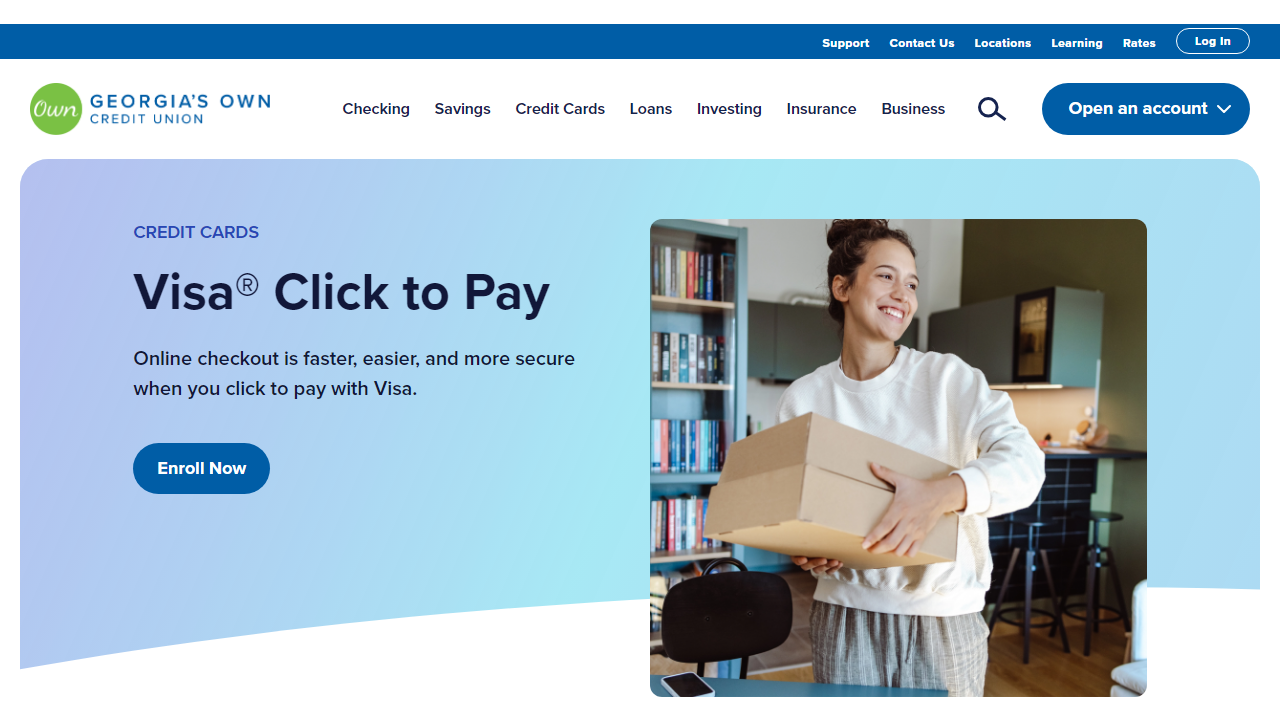 Support Contact Us Locations Learning Rates Log In
Own GEORGIA'S OWN
CREDIT UNION
Checking Savings Credit Cards Loans Investing Insurance Business Open an account
CREDIT CARDS
Visa® Click to Pay
Online checkout is faster, easier, and more secure
when you click to pay with Visa.
Enroll Now